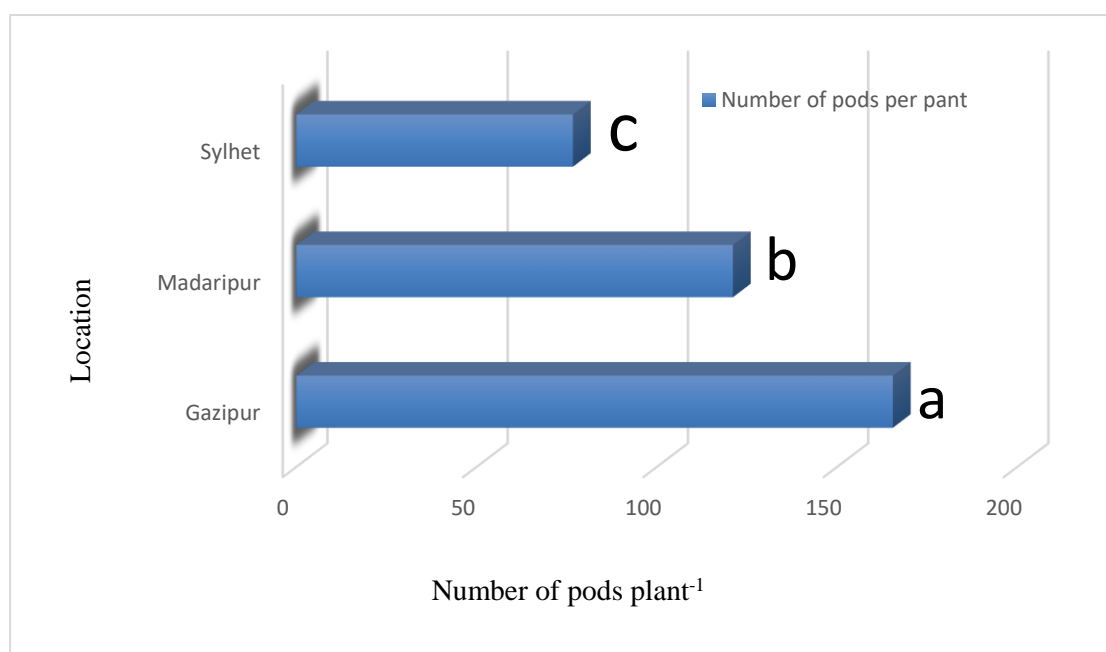 Number of pods per pant
Sylhet
c
Madaripur
b
Gazipur
a
Location
0 50 100 150 200
Number of pods plant-1